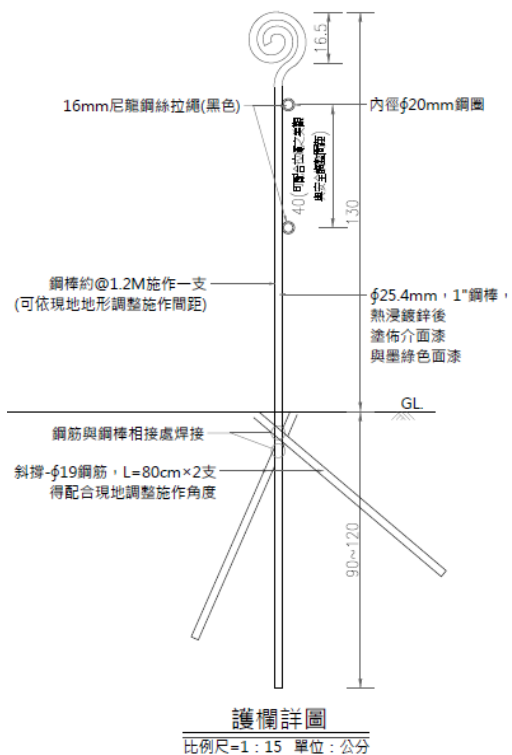 16.5
16mm尼龍鋼絲拉繩(黑色)
內徑ϕ20mm鋼圈
40
130
鋼棒約@1.2M施作一支
(可依現地地形調整施作間距)
ϕ25.4mm，1"鋼棒，
熱浸鍍鋅後
塗佈介面漆
與墨綠色面漆
GL.
鋼筋與鋼棒相接處焊接
斜撐-ϕ19鋼筋，L=80cm×2支
得配合現地調整施作角度
90~120
護欄詳圖
比例尺=1：15 單位：公分